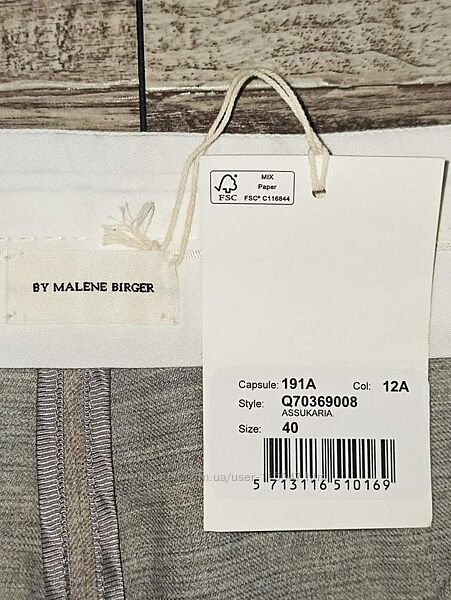 MIX
Paper
FSC
FSC® C116844
BY MALENE BIRGER
Capsule: 191A Col: 12A
Style: Q70369008
ASSUKARIA.
Size: 40
5 713116 510169